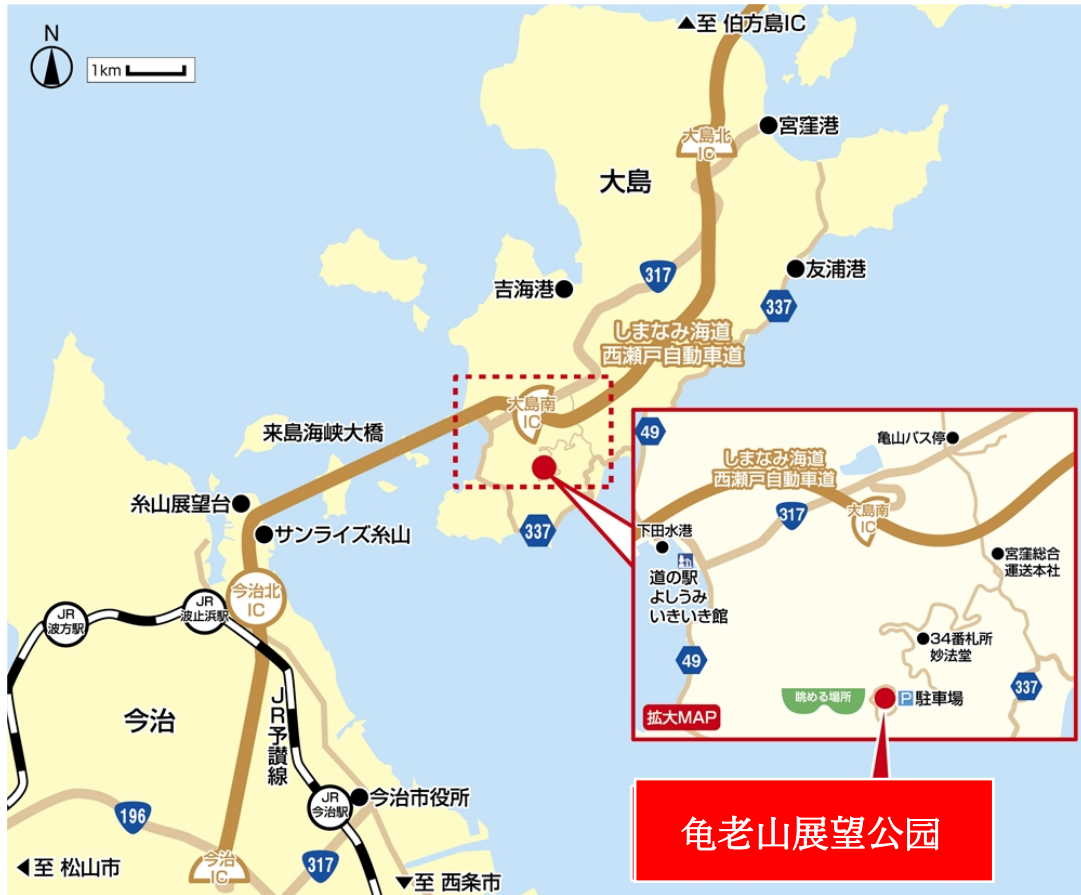 N
1km
▲至 伯方島IC
大島北
IC
宮窪港
大島
317
友浦港
吉海港
337
しまなみ海道
西瀬戸自動車道
大島南
IC
来島海峡大橋
糸山展望台
サンライズ糸山
337
今治北
IC
JR
波方駅
JR
波止浜駅
今治
JR予讃線
JR
今治駅
今治市役所
196
今治
IC
317
◀至 松山市
▼至 西条市
49
亀山バス停
しまなみ海道
西瀬戸自動車道
317
大島南
IC
下田水港
道の駅
よしうみ
いきいき館
宮窪総合
運送本社
34番札所
妙法堂
49
337
眺める場所
P駐車場
拡大MAP
龟老山展望公园